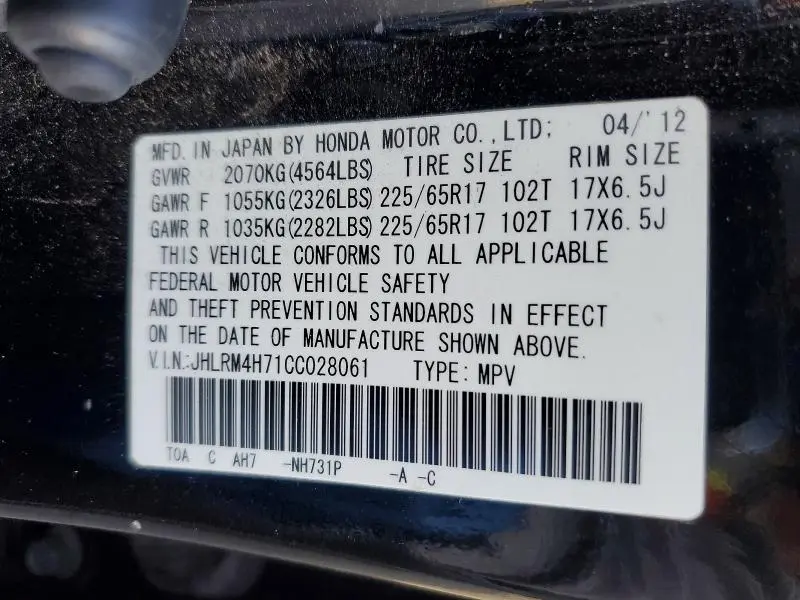 MFD. IN JAPAN BY HONDA MOTOR CO.,LTD; 04/'12
GVWR 2070KG(4564LBS) TIRE SIZE RIM SIZE
GAWR F 1055KG(2326LBS) 225/65R17 102T 17X6.5J
GAWR R 1035KG(2282LBS) 225/65R17 102T 17X6.5J
THIS VEHICLE CONFORMS TO ALL APPLICABLE
FEDERAL MOTOR VEHICLE SAFETY
AND THEFT PREVENTION STANDARDS IN EFFECT
ON THE DATE OF MANUFACTURE SHOWN ABOVE.
V.I.N.:JHLRM4H71CC028061 TYPE: MPV
TOA C AH7 -NH731P -A -C